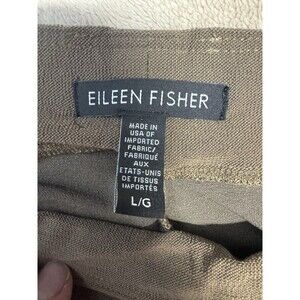 EILEEN FISHER
MADE IN
USA OF
IMPORTED
FABRIC/
FABRIQUÉ
AUX
ETATS-UNIS
DE TISSUS
IMPORTÉS
L/G